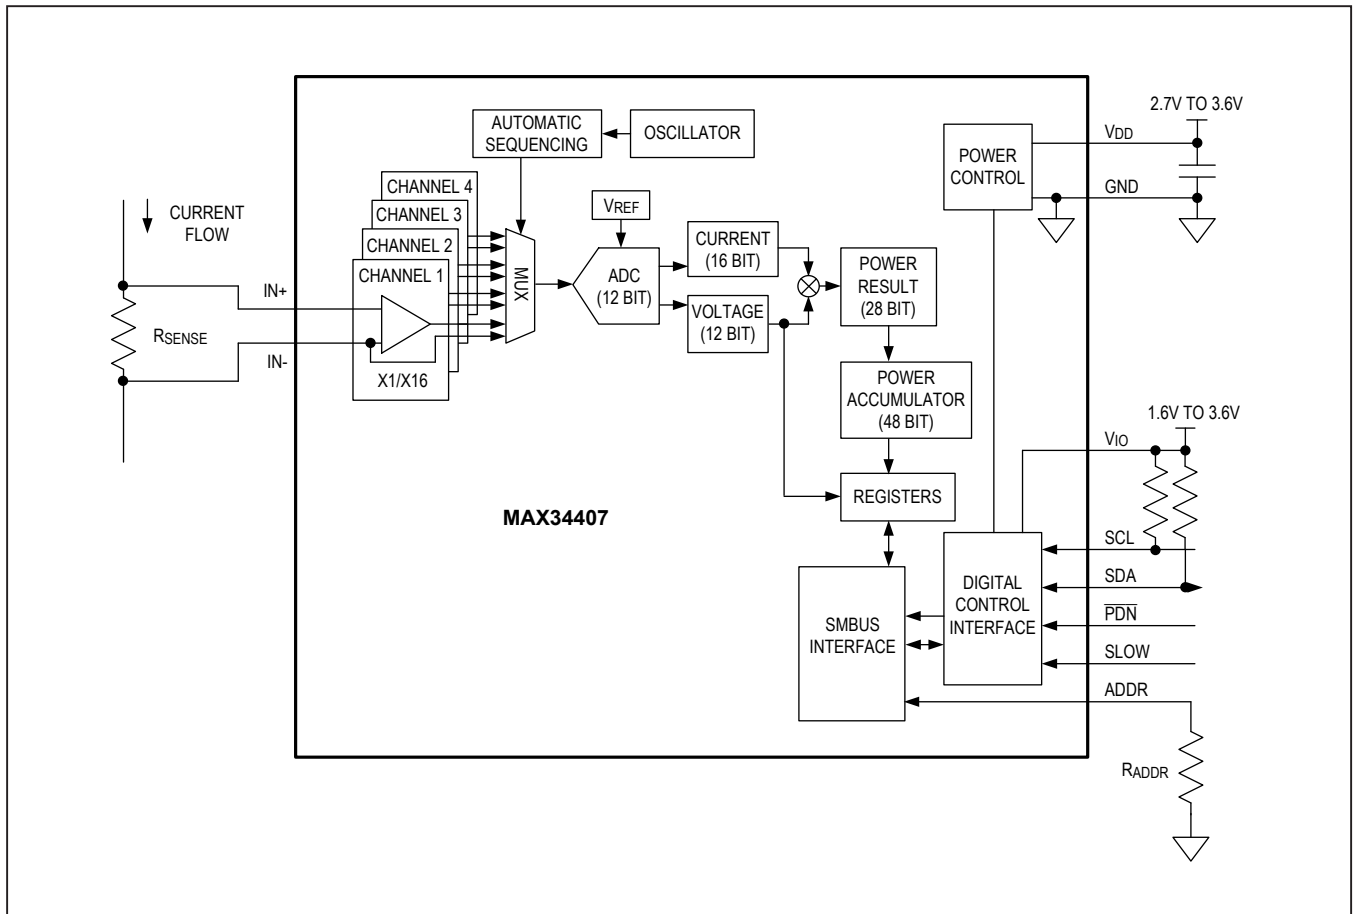 2.7V TO 3.6V
AUTOMATIC
SEQUENCING
OSCILLATOR
POWER
CONTROL
VDD
GND
CURRENT
FLOW
CHANNEL 4
CHANNEL 3
CHANNEL 2
CHANNEL 1
VREF
MUX
ADC
(12 BIT)
CURRENT
(16 BIT)
VOLTAGE
(12 BIT)
POWER
RESULT
(28 BIT)
IN+
RSENSE
IN-
X1/X16
POWER
ACCUMULATOR
(48 BIT)
1.6V TO 3.6V
VIO
REGISTERS
MAX34407
SCL
SDA
PDN
SLOW
ADDR
DIGITAL
CONTROL
INTERFACE
SMBUS
INTERFACE
RADDR